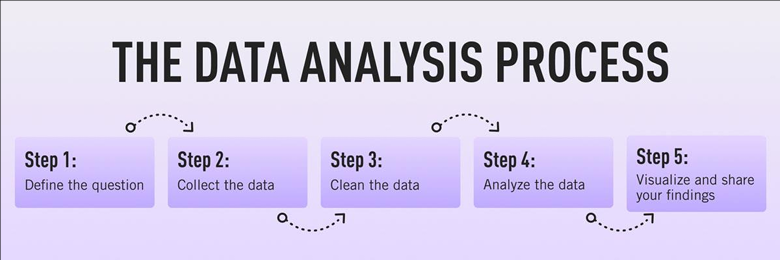 THE DATA ANALYSIS PROCESS
Step 1:
Define the question
Step 2:
Collect the data
Step 3:
Clean the data
Step 4:
Analyze the data
Step 5:
Visualize and share
your findings